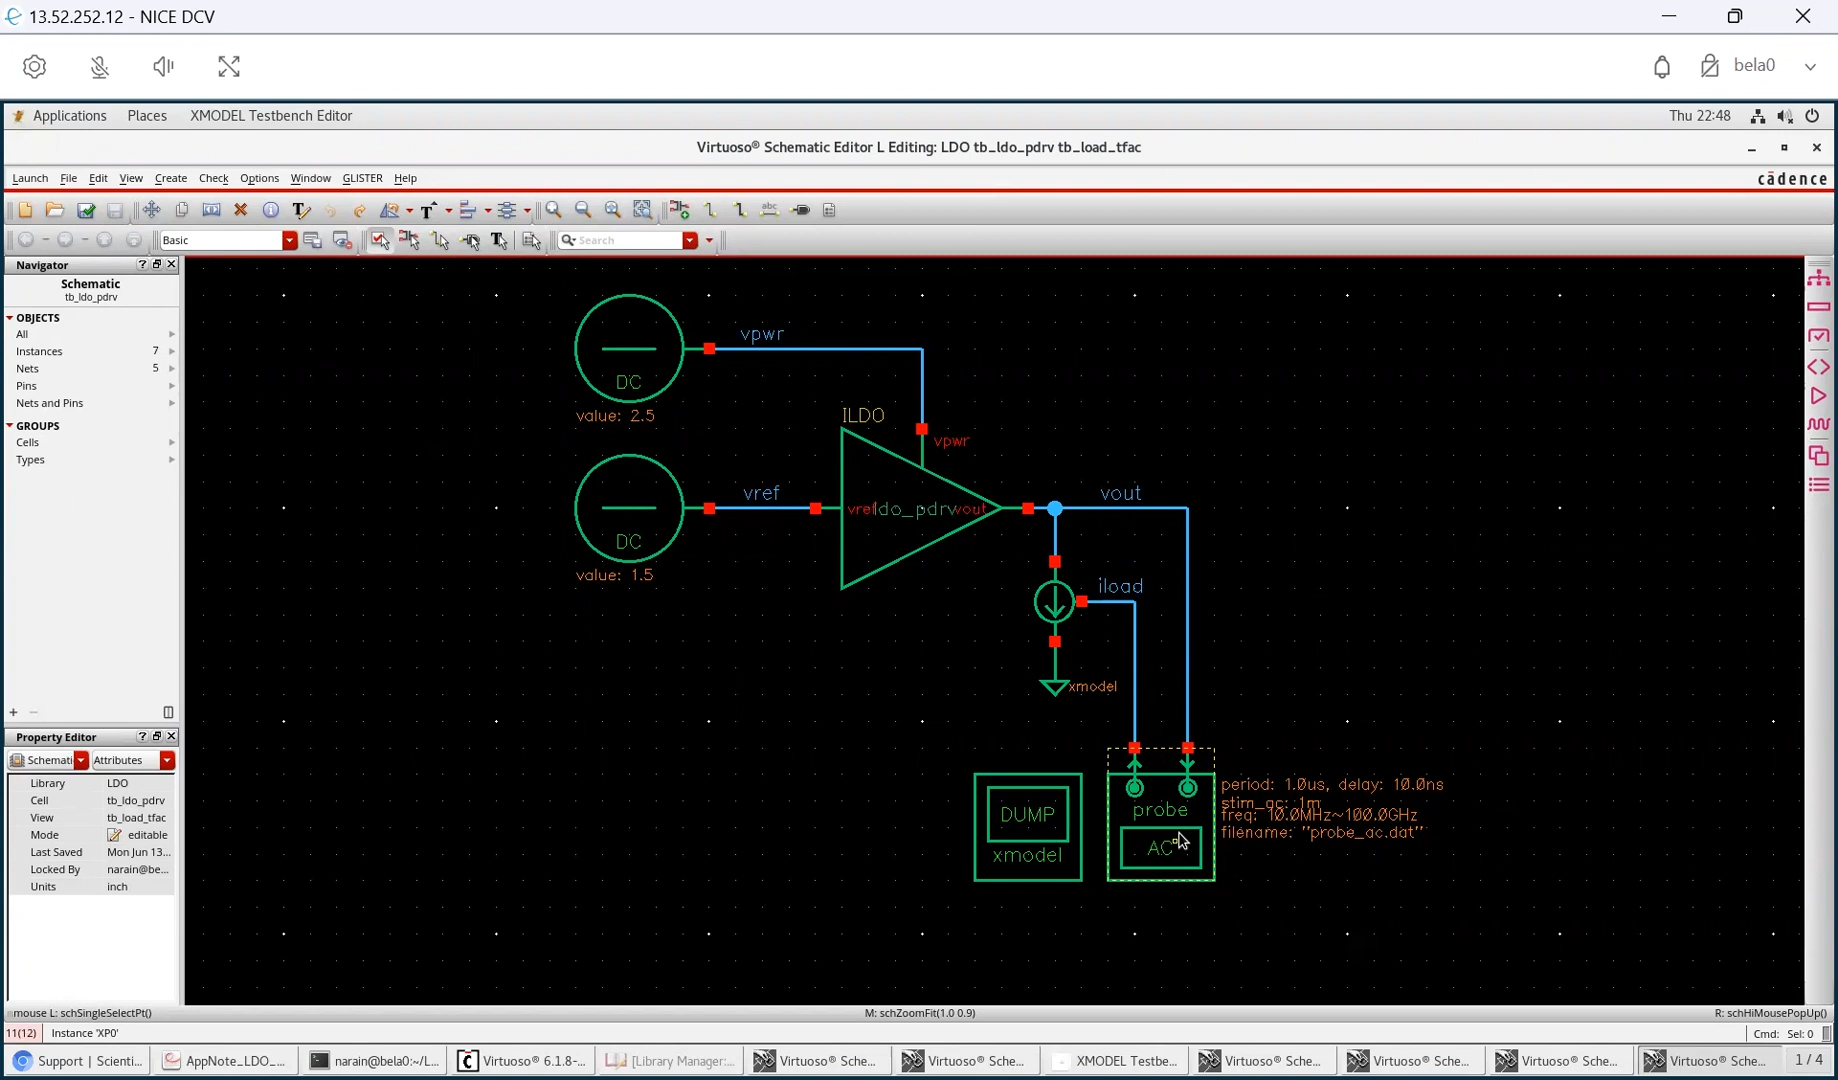 13.52.252.12 - NICE DCV
bela0
Applications Places XMODEL Testbench Editor Thu 22:48
Virtuoso® Schematic Editor L Editing: LDO tb_ldo_pdrv tb_load_tfac
Launch File Edit View Create Check Options Window GLISTER Help cādence
Basic Search
Navigator
Schematic
tb_ldo_pdrv
OBJECTS
All
Instances 7
Nets 5
Pins
Nets and Pins
GROUPS
Cells
Types
Property Editor
Schemati Attributes
Library LDO
Cell tb_ldo_pdrv
View tb_load_tfac
Mode editable
Last Saved Mon Jun 13...
Locked By narain@be...
Units inch
vpwr
DC
value: 2.5
ILDO
vpwr
vref
vref ldo_pdrv vout
vout
DC
value: 1.5
iload
xmodel
DUMP
xmodel
probe
AC
period: 1.0us, delay: 10.0ns
stim_ac: 1m
freq: 10.0MHz~100.0GHz
filename: "probe_ac.dat"
mouse L: schSingleSelectPt() M: schZoomFit(1.0 0.9) R: schHiMousePopUp()
11(12) Instance 'XP0' Cmd: Sel: 0
Support | Scienti... AppNote_LDO_... narain@bela0:~/L... Virtuoso® 6.1.8-... [Library Manager:... Virtuoso® Sche... Virtuoso® Sche... XMODEL Testbe... Virtuoso® Sche... Virtuoso® Sche... Virtuoso® Sche... Virtuoso® Sche... 1 / 4